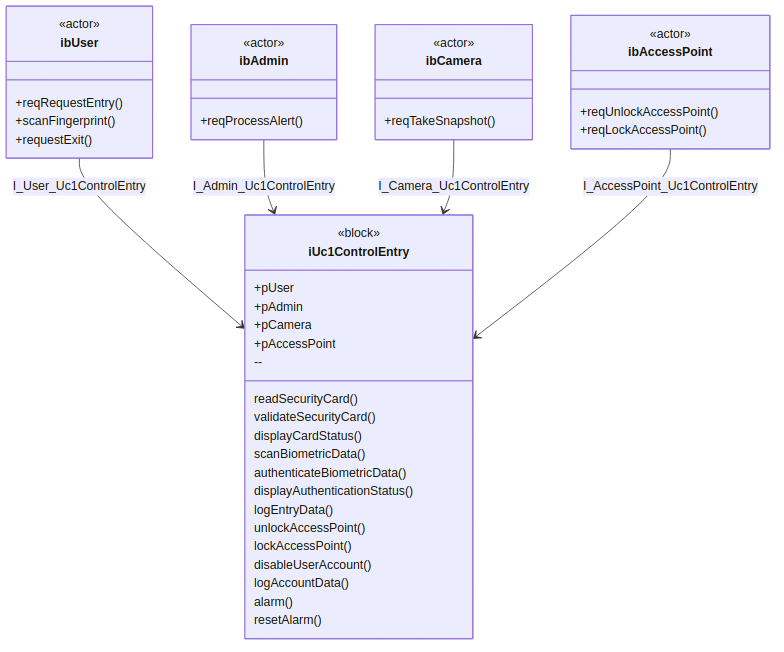 «actor»
ibUser
+reqRequestEntry()
+scanFingerprint()
+requestExit()
«actor»
ibAdmin
+reqProcessAlert()
«actor»
ibCamera
+reqTakeSnapshot()
«actor»
ibAccessPoint
+reqUnlockAccessPoint()
+reqLockAccessPoint()
I_User_Uc1ControlEntry
I_Admin_Uc1ControlEntry
I_Camera_Uc1ControlEntry
I_AccessPoint_Uc1ControlEntry
«block»
iUc1ControlEntry
+pUser
+pAdmin
+pCamera
+pAccessPoint
--
readSecurityCard()
validateSecurityCard()
displayCardStatus()
scanBiometricData()
authenticateBiometricData()
displayAuthenticationStatus()
logEntryData()
unlockAccessPoint()
lockAccessPoint()
disableUserAccount()
logAccountData()
alarm()
resetAlarm()